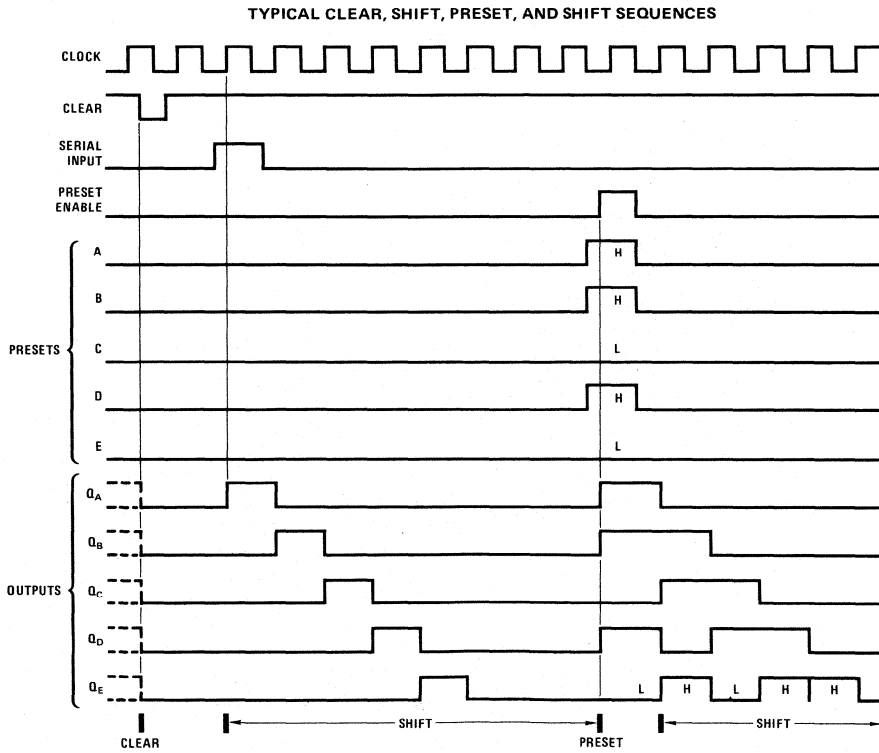 TYPICAL CLEAR, SHIFT, PRESET, AND SHIFT SEQUENCES
CLOCK
CLEAR
SERIAL
INPUT
PRESET
ENABLE
PRESETS
A H
B H
C L
D H
E L
OUTPUTS
QA
QB
QC
QD
QE L H L H H
CLEAR
SHIFT
PRESET
SHIFT